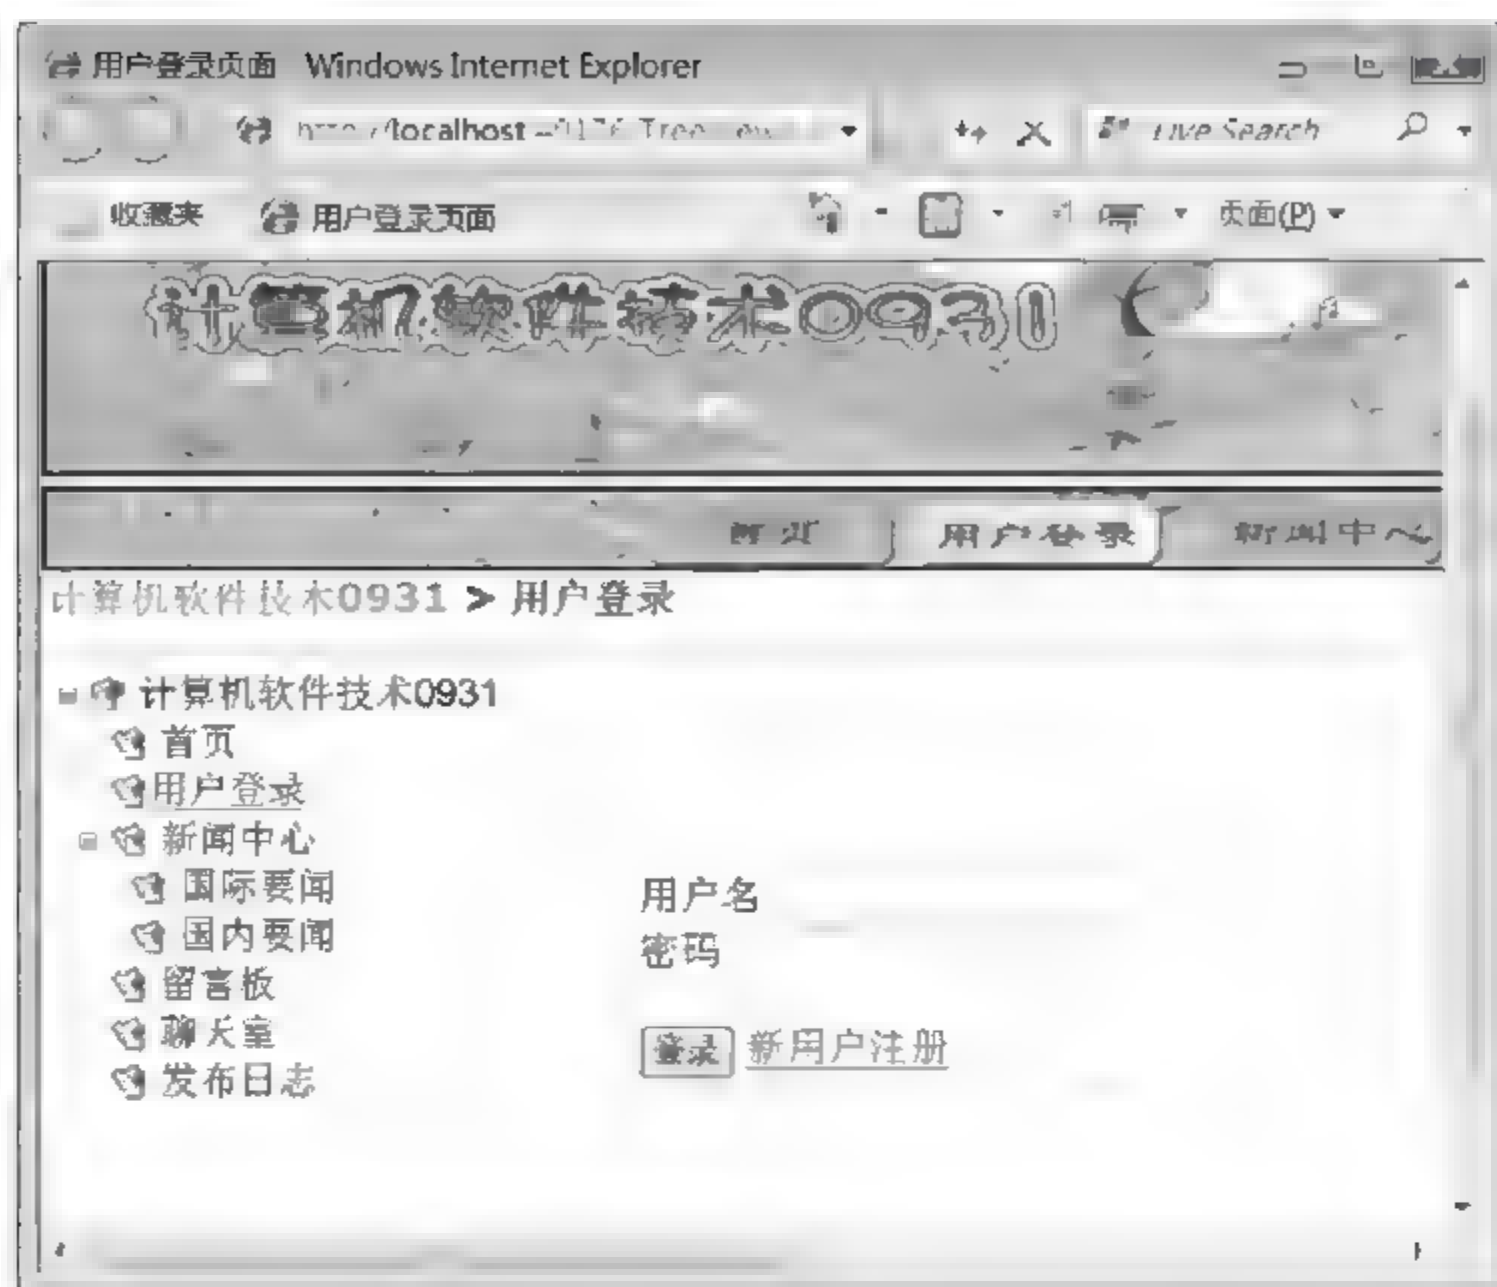 用户登录页面 Windows Internet Explorer
localhost Live Search
收藏夹 用户登录页面 页面(P)
计算机软件技术0931
首页 用户登录 新闻中心
计算机软件技术0931 > 用户登录
计算机软件技术0931
首页
用户登录
新闻中心
国际要闻
国内要闻
留言板
聊天室
发布日志
用户名
密码
登录 新用户注册